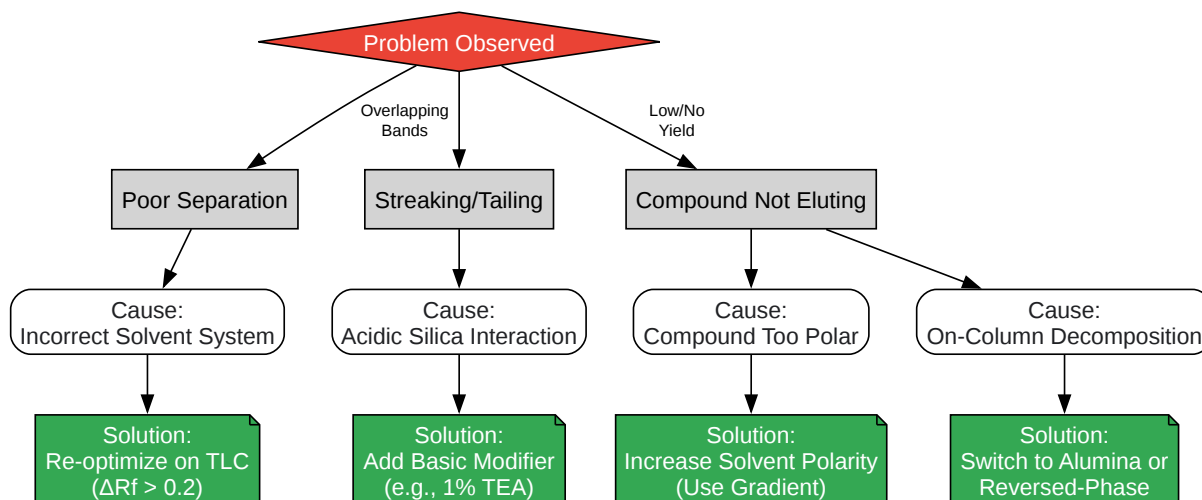 Problem Observed
Overlapping
Bands
Low/No
Yield
Poor Separation
Streaking/Tailing
Compound Not Eluting
Cause:
Incorrect Solvent System
Cause:
Acidic Silica Interaction
Cause:
Compound Too Polar
Cause:
On-Column Decomposition
Solution:
Re-optimize on TLC
(ΔRf > 0.2)
Solution:
Add Basic Modifier
(e.g., 1% TEA)
Solution:
Increase Solvent Polarity
(Use Gradient)
Solution:
Switch to Alumina or
Reversed-Phase